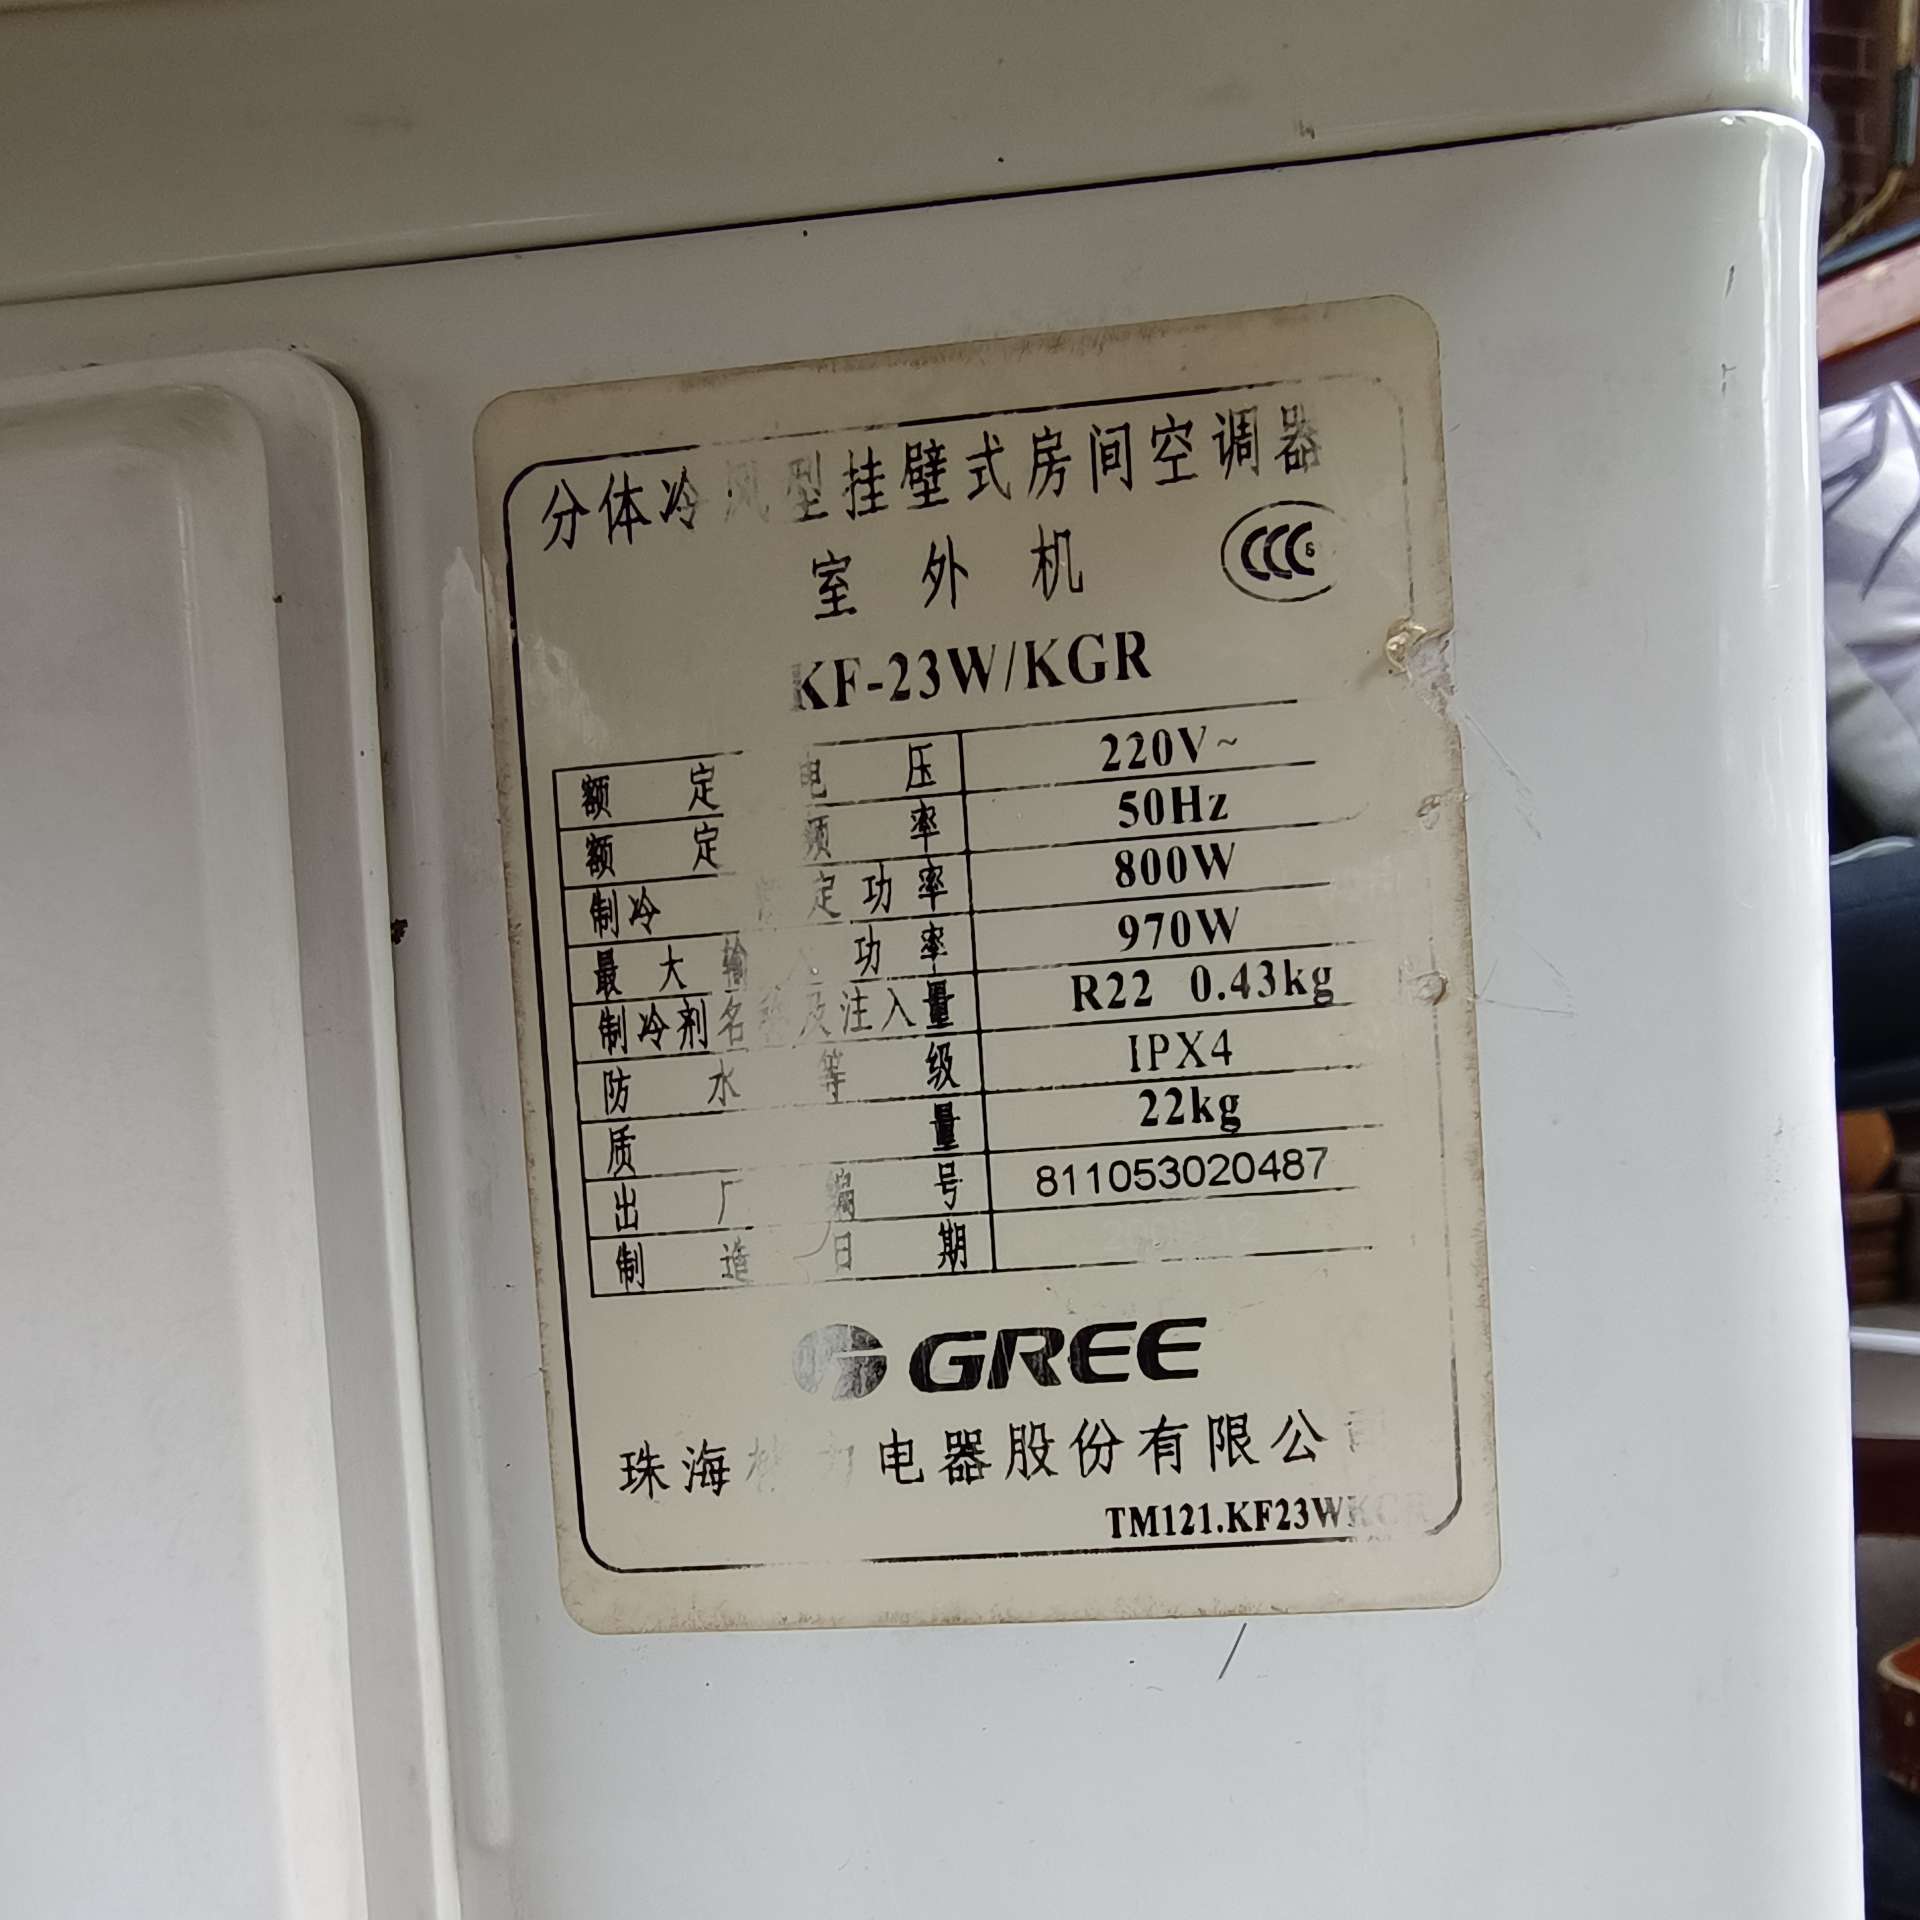 分体冷风型挂壁式房间空调器
室外机
CCC S
KF-23W/KGR
额定电压 220V~
额定频率 50Hz
制冷额定功率 800W
最大输入功率 970W
制冷剂名称及注入量 R22 0.43kg
防水等级 IPX4
质量 22kg
出厂编号 811053020487
制造日期
GREE
珠海格力电器股份有限公司
TM121.KF23WKGR